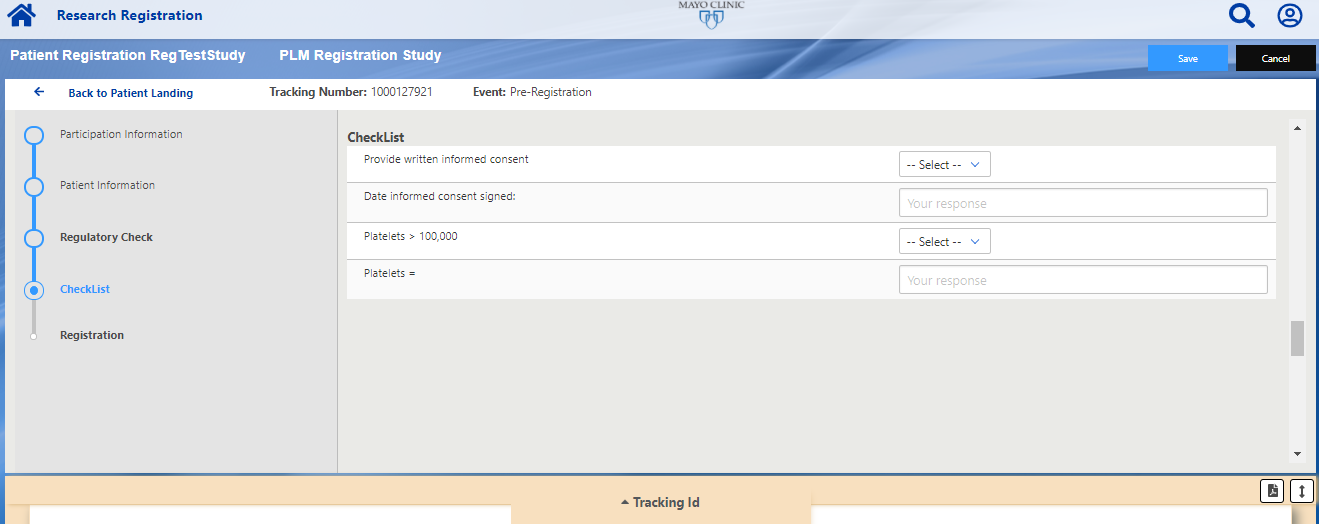 MAYO CLINIC
Research Registration
Patient Registration RegTestStudy PLM Registration Study
Save Cancel
Back to Patient Landing Tracking Number: 1000127921 Event: Pre-Registration
Participation Information
Patient Information
Regulatory Check
CheckList
Registration
CheckList
Provide written informed consent -- Select --
Date informed consent signed: Your response
Platelets > 100,000 -- Select --
Platelets = Your response
Tracking Id